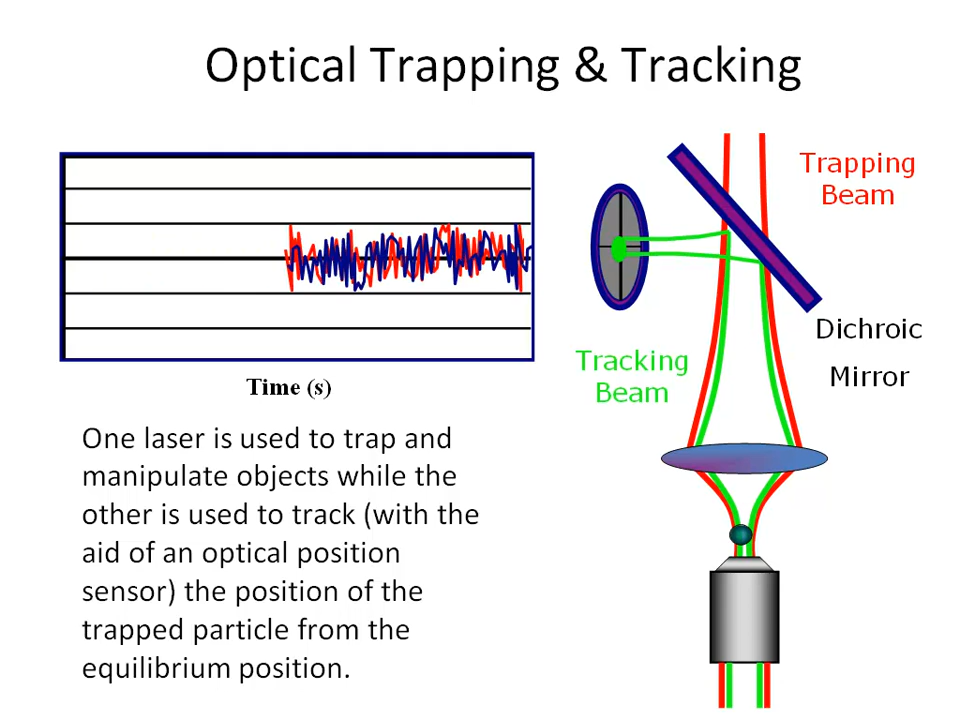 Optical Trapping & Tracking
Trapping
Beam
Dichroic
Mirror
Tracking
Beam
Time (s)
One laser is used to trap and
manipulate objects while the
other is used to track (with the
aid of an optical position
sensor) the position of the
trapped particle from the
equilibrium position.